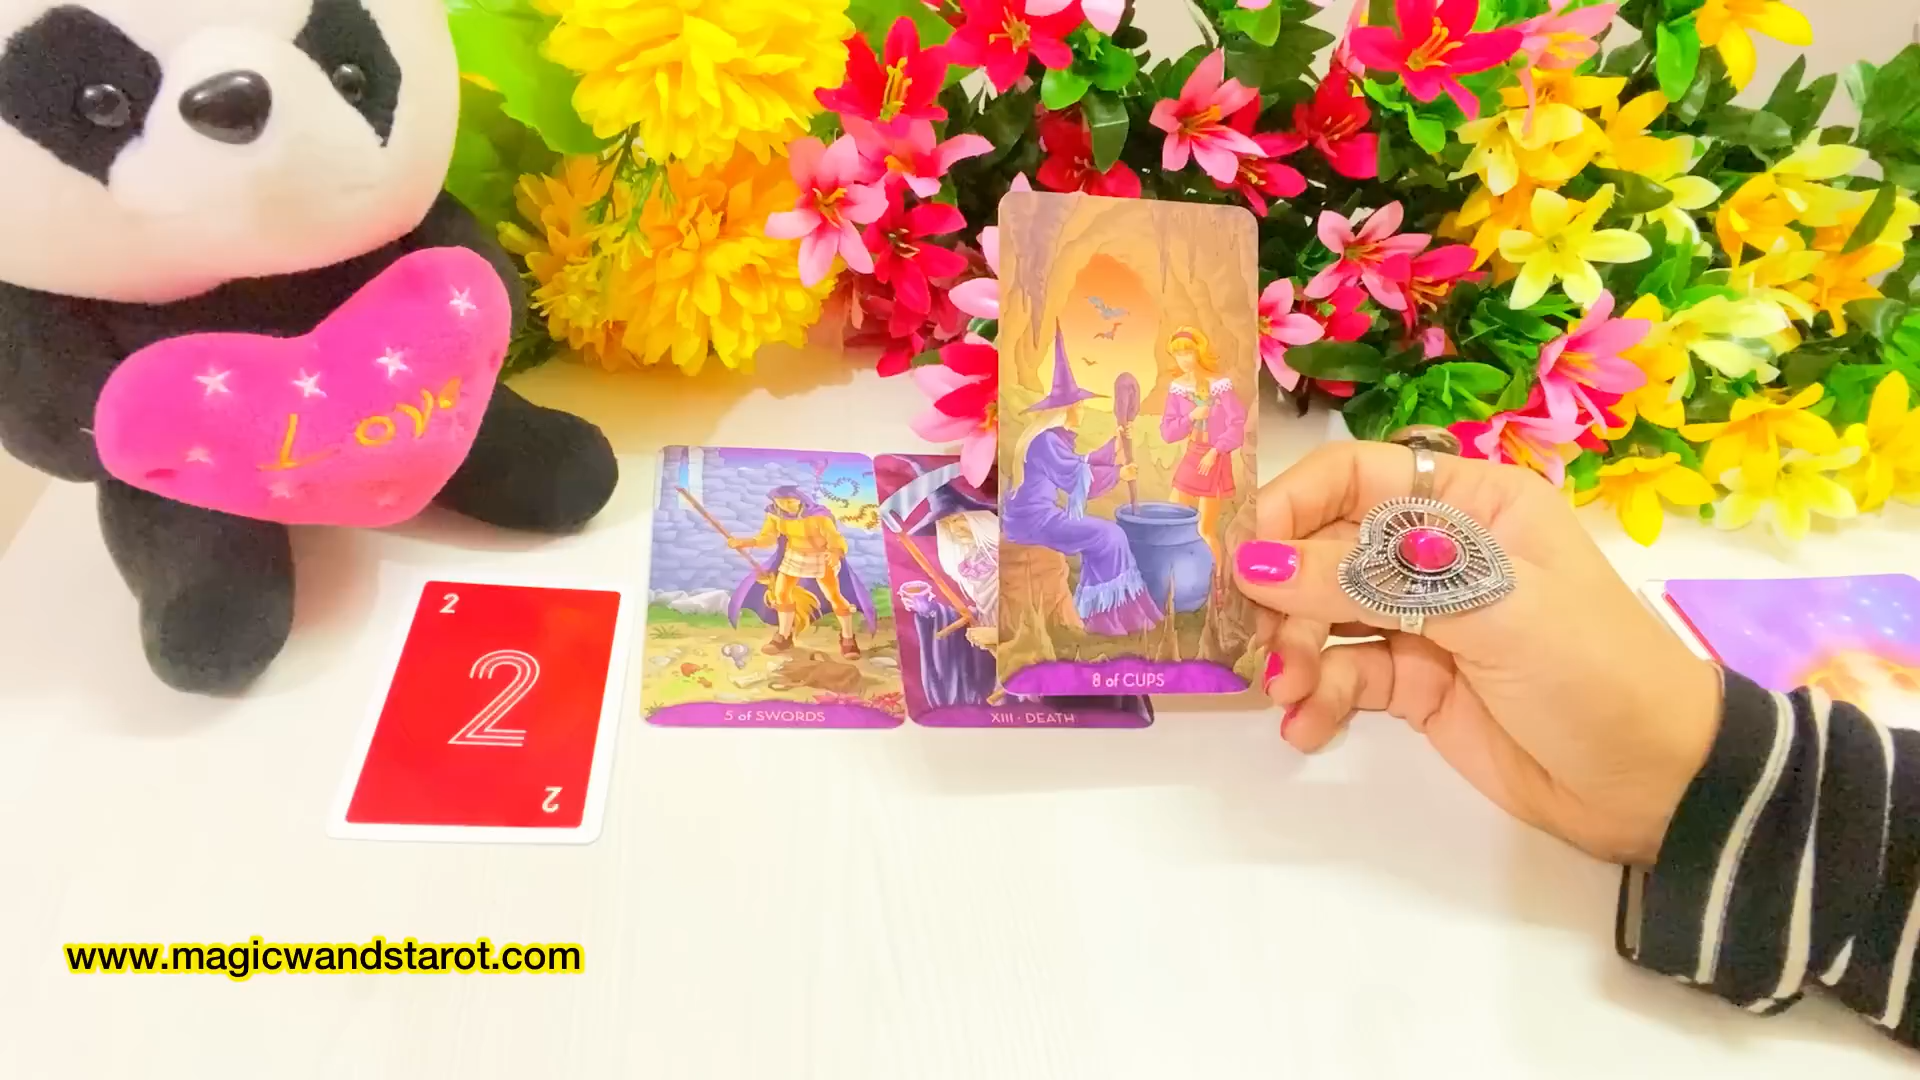 Love
8 of CUPS
2
2
2
5 of SWORDS
XIII · DEATH
www.magicwandstarot.com